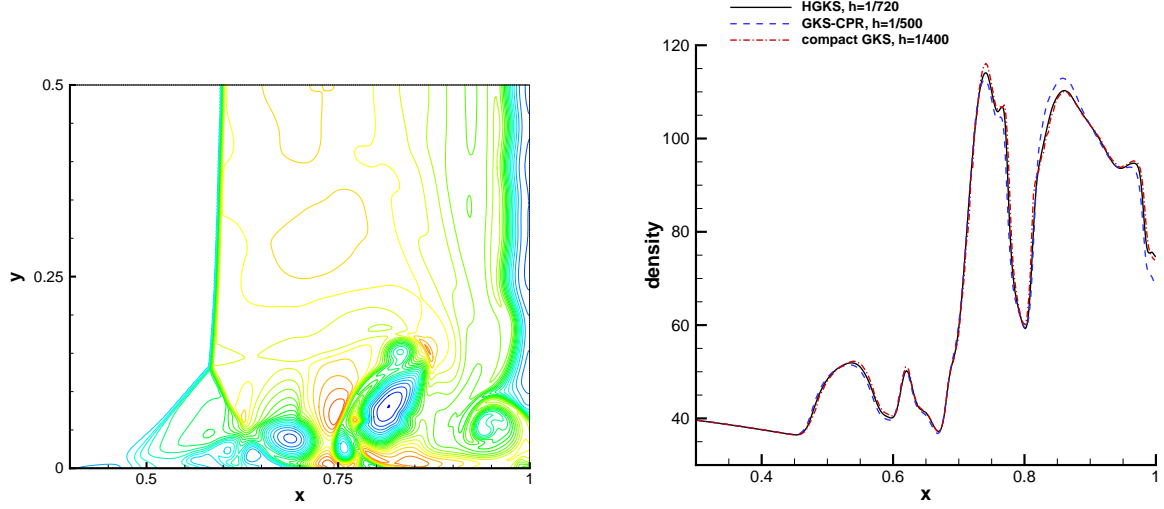 0.5
0.25
0
y
0.5
0.75
1
x
HGKS, h=1/720
GKS-CPR, h=1/500
compact GKS, h=1/400
120
100
80
60
40
density
0.4
0.6
0.8
1
x